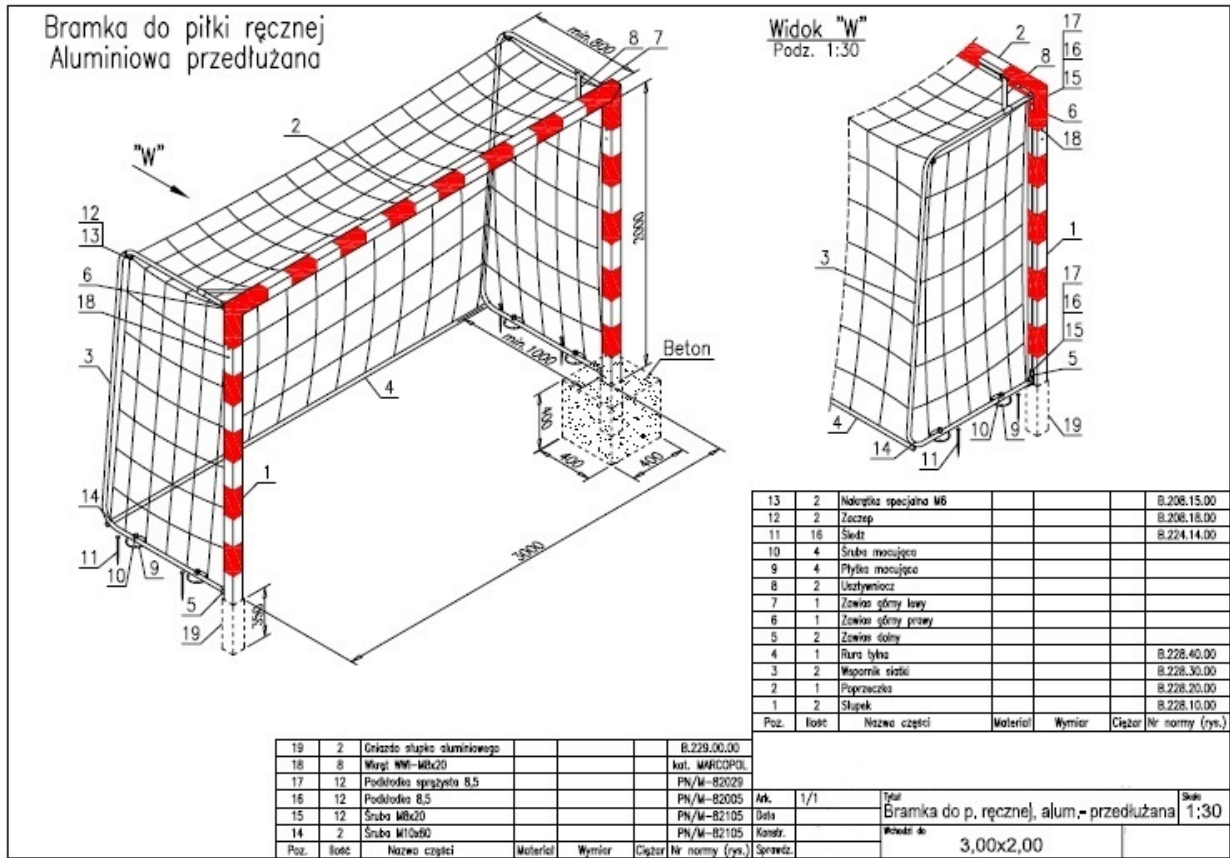 Bramka do piłki ręcznej
Aluminiowa przedłużana
min.800
8 7
2
"W"
12
13
6
18
3
2000
min.1000
Beton
4
400
400
400
1
14
11
10
9
5
19
350
3000
Widok "W"
Podz. 1:30
2
8
17
16
15
6
18
3
1
17
16
15
5
4
14
11
10
9
19
13 2 Nakrętka specjalna M6 B.208.15.00
12 2 Zaczep B.208.18.00
11 16 Śledź B.224.14.00
10 4 Śruba mocująca
9 4 Płytka mocująca
8 2 Usztywniacz
7 1 Zawias górny lewy
6 1 Zawias górny prawy
5 2 Zawias dolny
4 1 Rura tylna B.228.40.00
3 2 Wspornik siatki B.228.30.00
2 1 Poprzeczka B.228.20.00
1 2 Słupek B.228.10.00
Poz. Ilość Nazwa części Materiał Wymiar Ciężar Nr normy (rys.)
19 2 Gniazdo słupka aluminiowego B.229.00.00
18 8 Wkręt WWI-M8x20 kat. MARCOPOL
17 12 Podkładka sprężysta 8,5 PN/M-82029
16 12 Podkładka 8,5 PN/M-82005
15 12 Śruba M8x20 PN/M-82105
14 2 Śruba M10x60 PN/M-82105
Poz. Ilość Nazwa części Materiał Wymiar Ciężar Nr normy (rys.)
Ark. 1/1
Data
Konstr.
Sprawdz.
Tytuł
Bramka do p. ręcznej, alum.- przedłużana
Skala
1:30
Wchodzi do
3,00x2,00